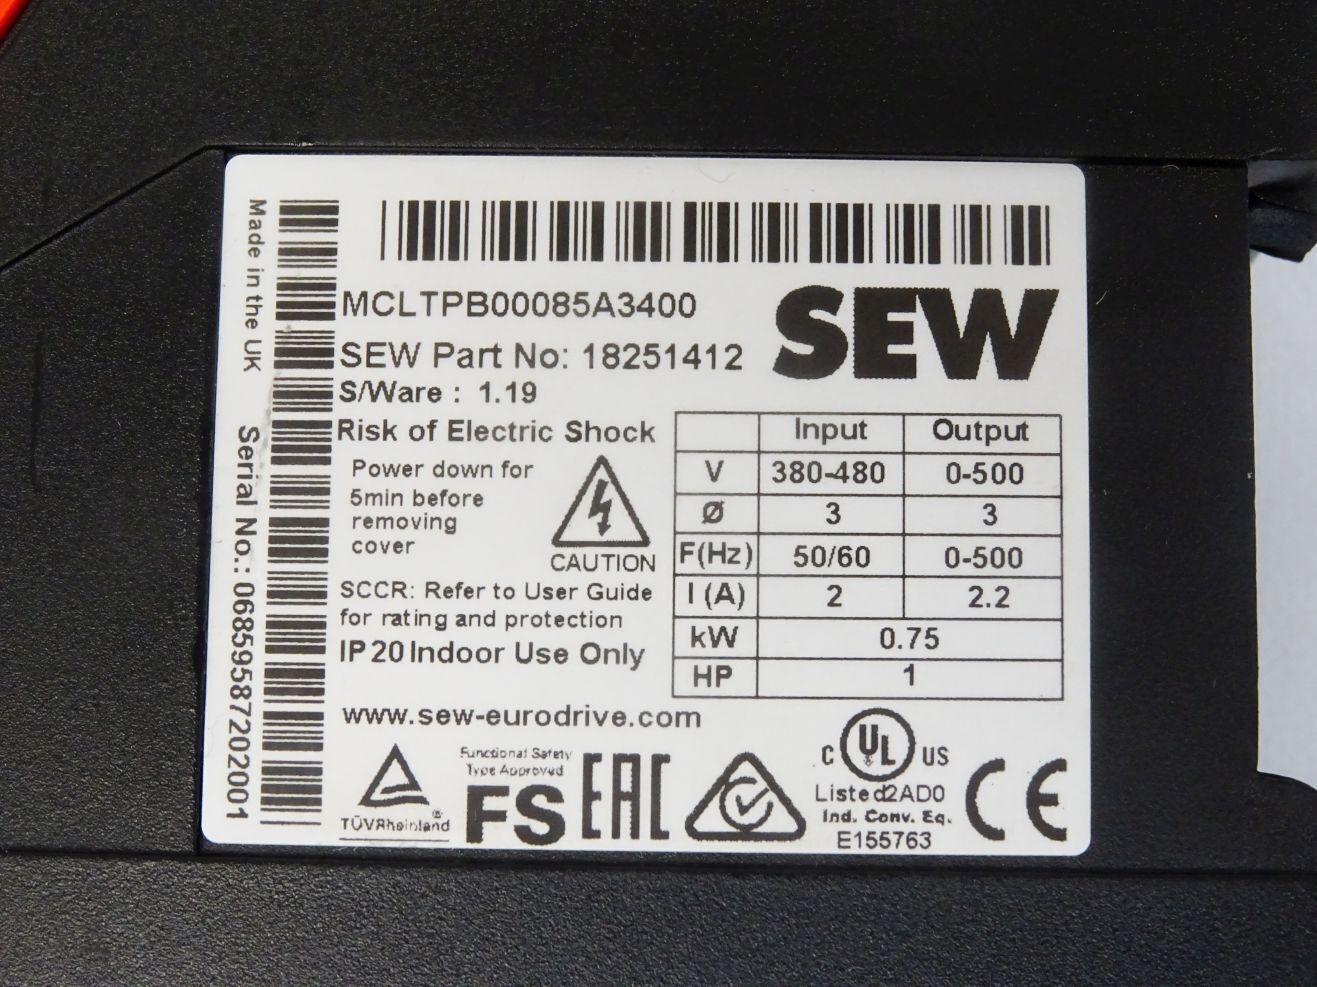 Made in the UK
Serial No.: 06859587202001
MCLTPB00085A3400
SEW
SEW Part No: 18251412
S/Ware : 1.19
Risk of Electric Shock
Power down for
5min before
removing
cover
CAUTION
SCCR: Refer to User Guide
for rating and protection
IP20 Indoor Use Only
Input Output
V 380-480 0-500
Ø 3 3
F(Hz) 50/60 0-500
I (A) 2 2.2
kW 0.75
HP 1
www.sew-eurodrive.com
TÜVRheinland®
Functional Safety
Type Approved
FS
EAC
c UL US
Listed2AD0
Ind. Conv. Eq.
E155763
CE